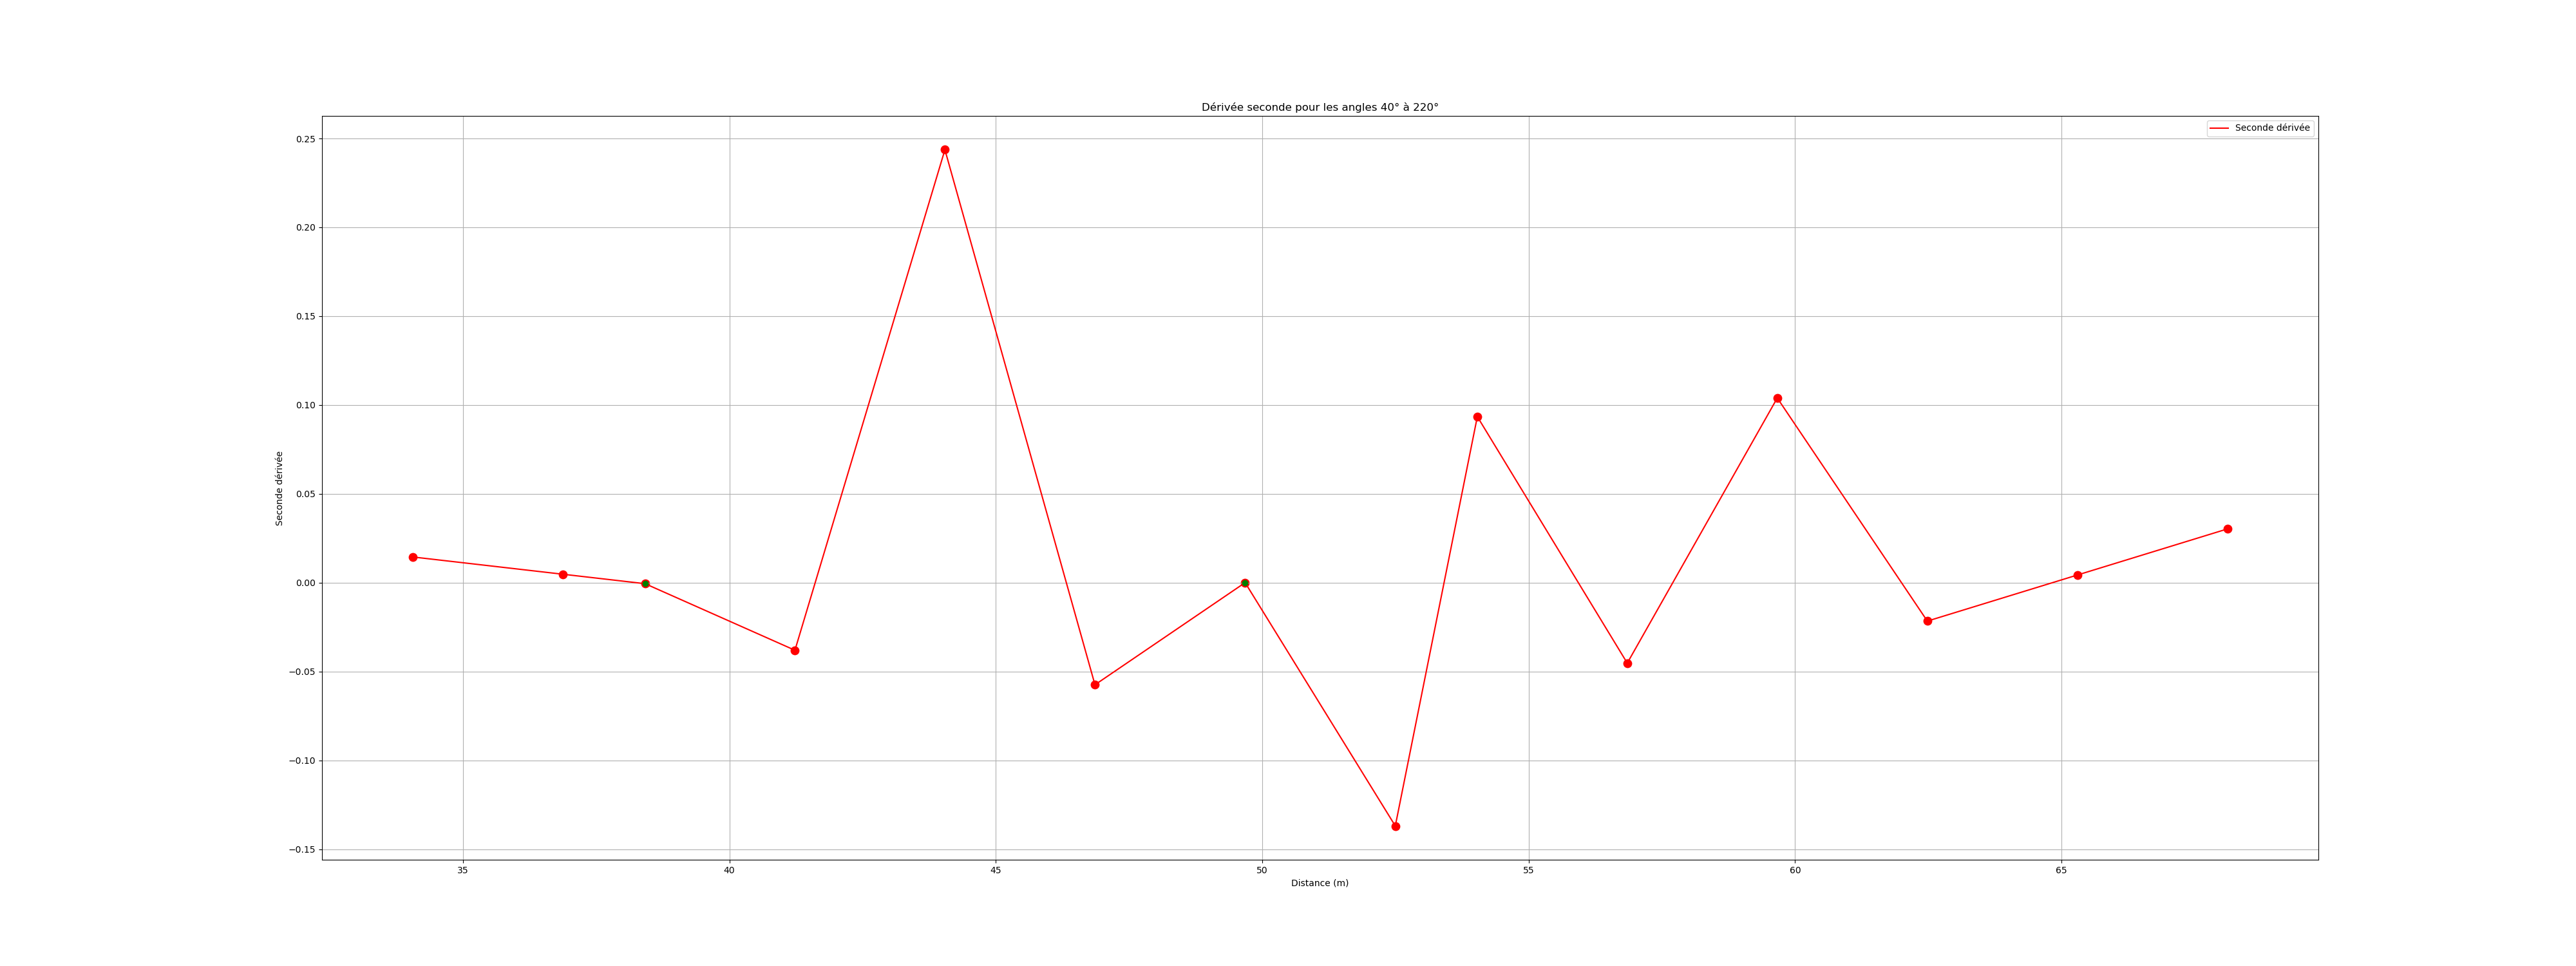 Dérivée seconde pour les angles 40° à 220°
Seconde dérivée
0.25
0.20
0.15
0.10
0.05
0.00
−0.05
−0.10
−0.15
Seconde dérivée
35 40 45 50 55 60 65
Distance (m)